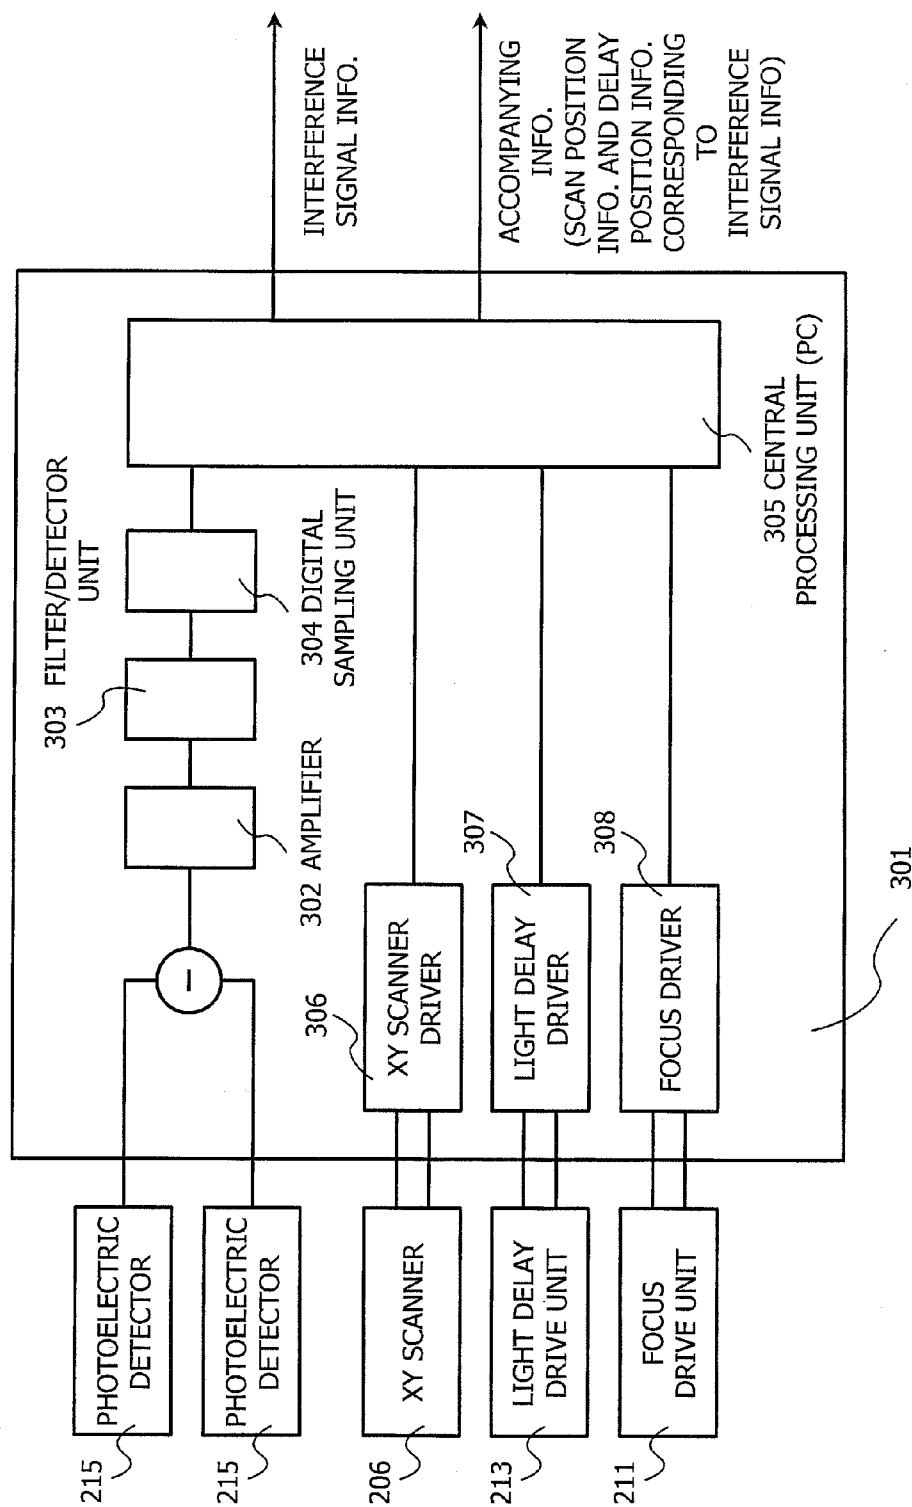 215
PHOTOELECTRIC
DETECTOR
215
PHOTOELECTRIC
DETECTOR
206
XY SCANNER
213
LIGHT DELAY
DRIVE UNIT
211
FOCUS
DRIVE UNIT
−
302 AMPLIFIER
303 FILTER/DETECTOR
UNIT
304 DIGITAL
SAMPLING UNIT
306
XY SCANNER
DRIVER
307
LIGHT DELAY
DRIVER
308
FOCUS DRIVER
305 CENTRAL
PROCESSING UNIT (PC)
301
INTERFERENCE
SIGNAL INFO.
ACCOMPANYING
INFO.
(SCAN POSITION
INFO. AND DELAY
POSITION INFO.
CORRESPONDING
TO
INTERFERENCE
SIGNAL INFO)